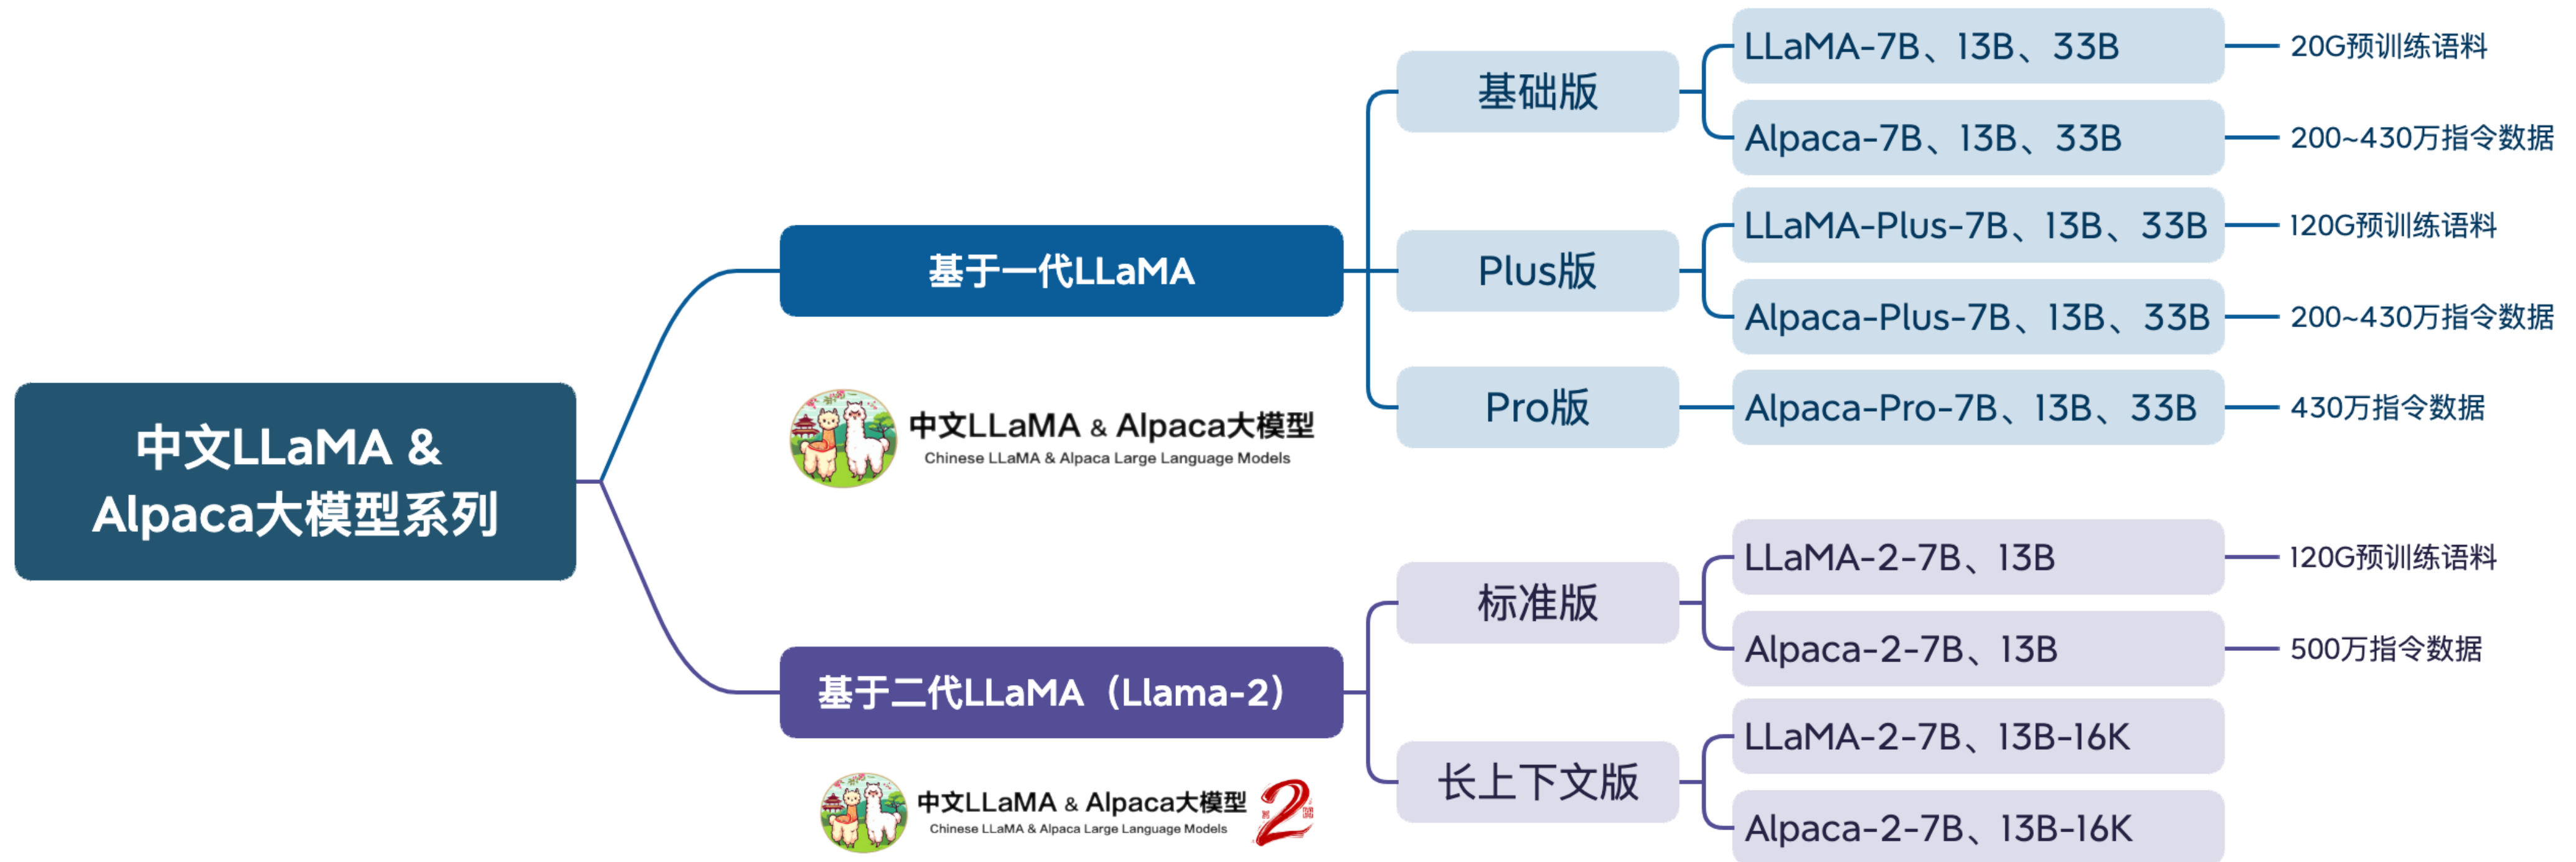 中文LLaMA &
Alpaca大模型系列
基于一代LLaMA
中文LLaMA & Alpaca大模型
Chinese LLaMA & Alpaca Large Language Models
基础版
LLaMA-7B、13B、33B
20G预训练语料
Alpaca-7B、13B、33B
200~430万指令数据
Plus版
LLaMA-Plus-7B、13B、33B
120G预训练语料
Alpaca-Plus-7B、13B、33B
200~430万指令数据
Pro版
Alpaca-Pro-7B、13B、33B
430万指令数据
基于二代LLaMA（Llama-2）
中文LLaMA & Alpaca大模型 2
Chinese LLaMA & Alpaca Large Language Models
标准版
LLaMA-2-7B、13B
120G预训练语料
Alpaca-2-7B、13B
500万指令数据
长上下文版
LLaMA-2-7B、13B-16K
Alpaca-2-7B、13B-16K